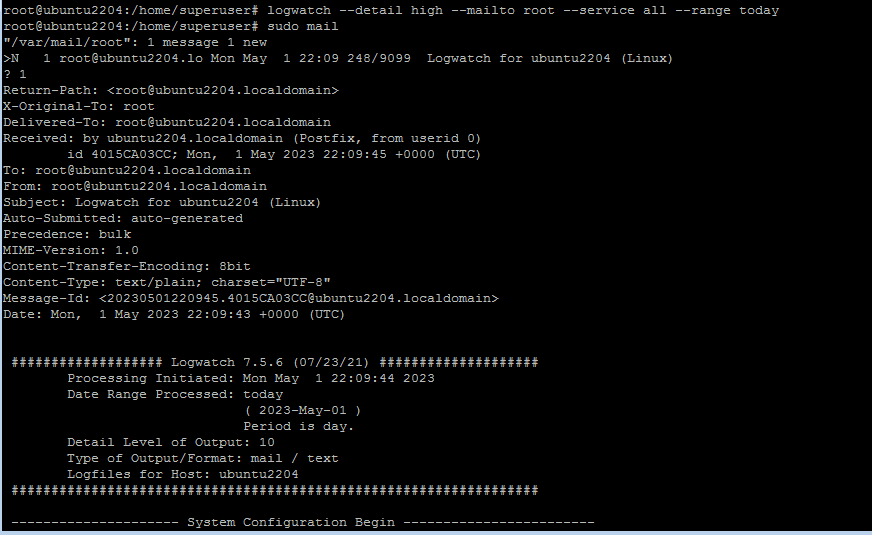 root@ubuntu2204:/home/superuser# logwatch --detail high --mailto root --service all --range today
root@ubuntu2204:/home/superuser# sudo mail
"/var/mail/root": 1 message 1 new
>N   1 root@ubuntu2204.lo Mon May  1 22:09 248/9099  Logwatch for ubuntu2204 (Linux)
? 1
Return-Path: <root@ubuntu2204.localdomain>
X-Original-To: root
Delivered-To: root@ubuntu2204.localdomain
Received: by ubuntu2204.localdomain (Postfix, from userid 0)
        id 4015CA03CC; Mon,  1 May 2023 22:09:45 +0000 (UTC)
To: root@ubuntu2204.localdomain
From: root@ubuntu2204.localdomain
Subject: Logwatch for ubuntu2204 (Linux)
Auto-Submitted: auto-generated
Precedence: bulk
MIME-Version: 1.0
Content-Transfer-Encoding: 8bit
Content-Type: text/plain; charset="UTF-8"
Message-Id: <20230501220945.4015CA03CC@ubuntu2204.localdomain>
Date: Mon,  1 May 2023 22:09:43 +0000 (UTC)
 ################### Logwatch 7.5.6 (07/23/21) ####################
        Processing Initiated: Mon May  1 22:09:44 2023
        Date Range Processed: today
                              ( 2023-May-01 )
                              Period is day.
        Detail Level of Output: 10
        Type of Output/Format: mail / text
        Logfiles for Host: ubuntu2204
 ##################################################################
 --------------------- System Configuration Begin ------------------------